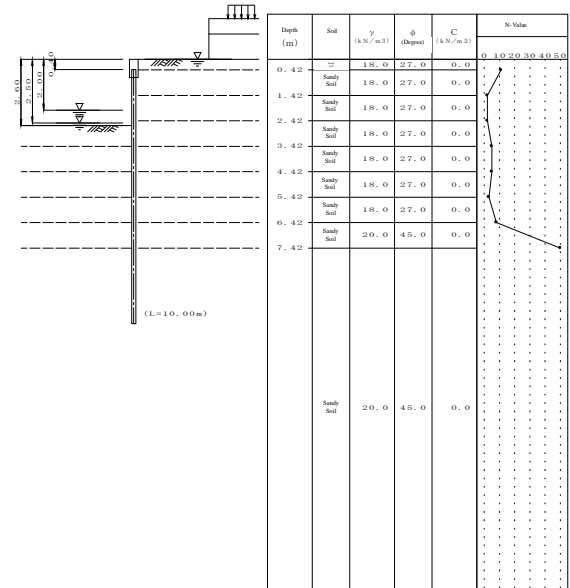 Depth
(m)
Soil
γ
(kN/m3)
φ
(Degree)
C
(kN/m2)
N-Value
0 10 20 30 40 50
18.0 27.0 0.0
0.42
Sandy
Soil
18.0 27.0 0.0
1.42
Sandy
Soil
18.0 27.0 0.0
2.42
Sandy
Soil
18.0 27.0 0.0
3.42
Sandy
Soil
18.0 27.0 0.0
4.42
Sandy
Soil
18.0 27.0 0.0
5.42
Sandy
Soil
18.0 27.0 0.0
6.42
Sandy
Soil
20.0 45.0 0.0
7.42
Sandy
Soil
20.0 45.0 0.0
2.60
2.50
2.00
0.40
(L=10.00m)